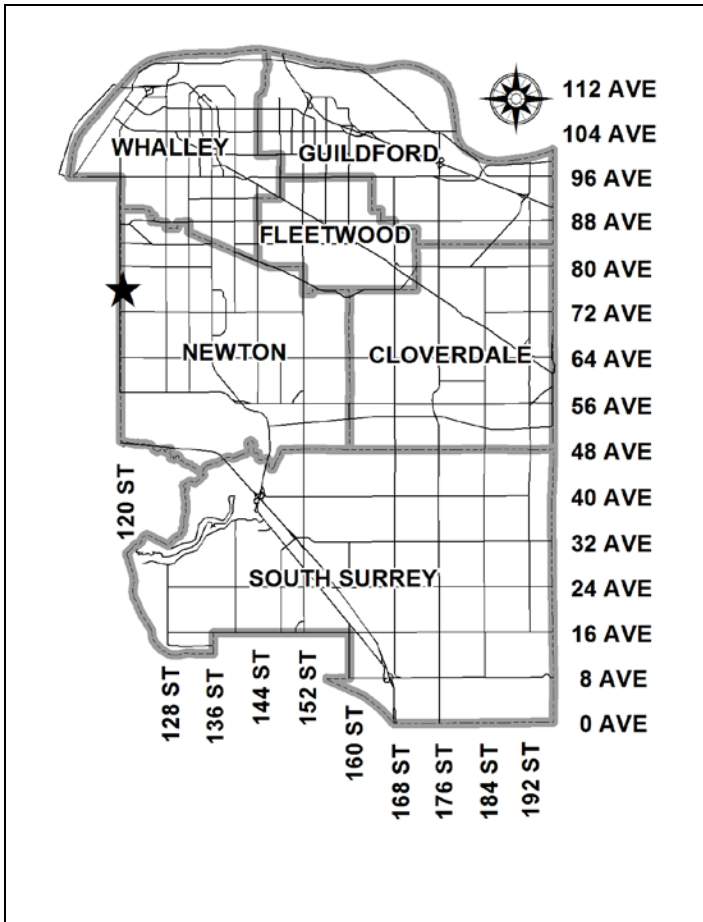 112 AVE
104 AVE
WHALLEY
GUILDFORD
96 AVE
88 AVE
FLEETWOOD
80 AVE
72 AVE
NEWTON
CLOVERDALE
64 AVE
56 AVE
48 AVE
120 ST
40 AVE
32 AVE
SOUTH SURREY
24 AVE
16 AVE
8 AVE
0 AVE
128 ST
136 ST
144 ST
152 ST
160 ST
168 ST
176 ST
184 ST
192 ST